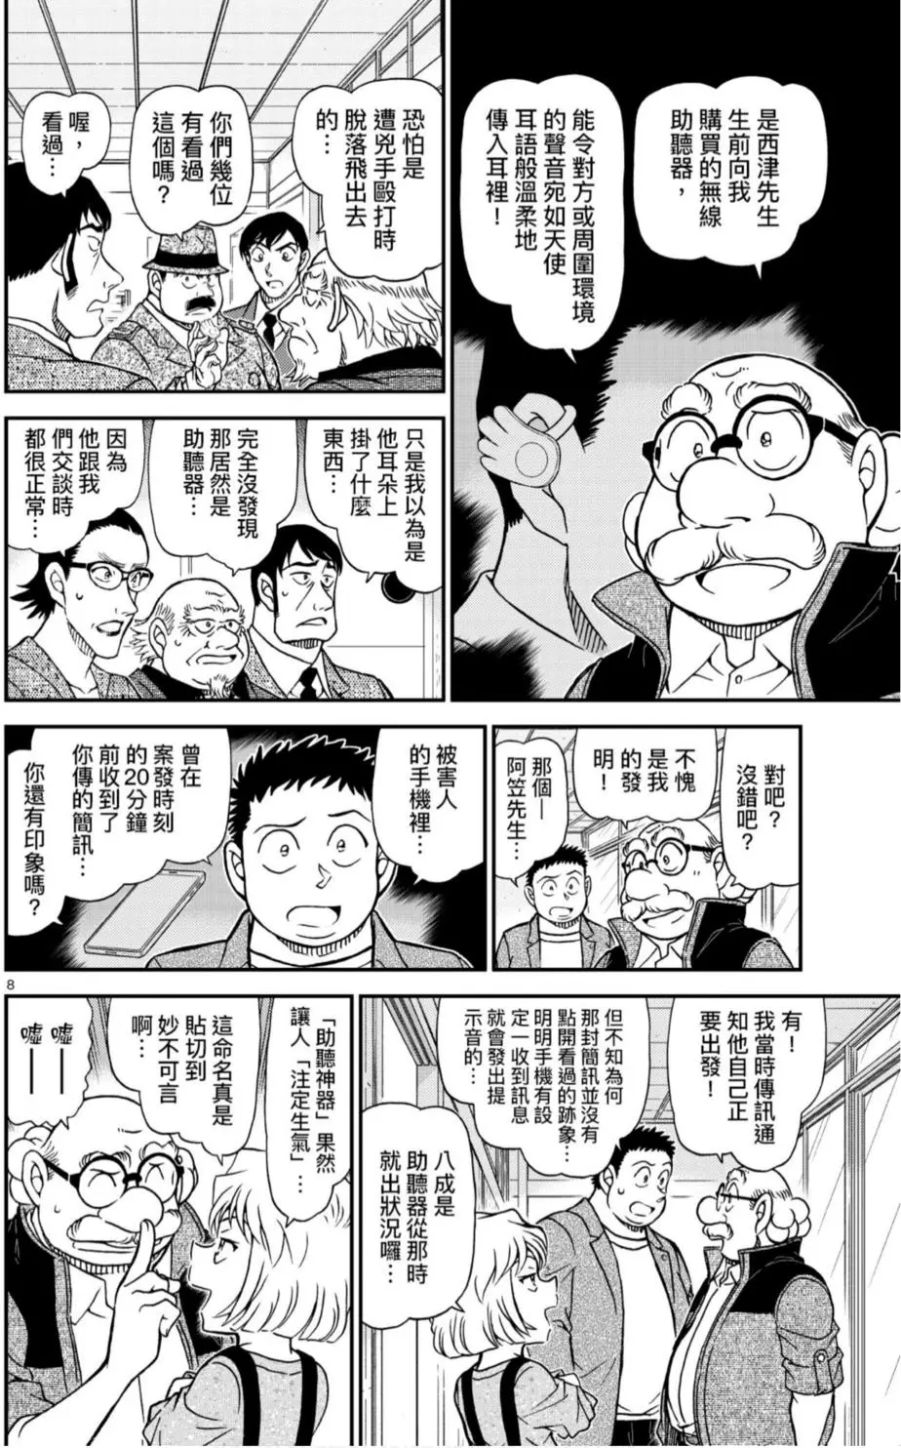 是西津先生
生前向我
購買的無線
助聽器，
能令對方或周圍環境
的聲音宛如天使
耳語般溫柔地
傳入耳裡！
恐怕是
遭兇手毆打時
脫落飛出去
的…
你們幾位
有看過
這個嗎？
喔，
看過…
只是我以為是
他耳朵上
掛了什麼
東西…
完全沒發現
那居然是
助聽器…
因為
他跟我
們交談時
都很正常…
對吧？
沒錯吧？
不愧
是我
的發
明！
那個—
阿笠先生…
被害人
的手機裡…
曾在
案發時刻
的20分鐘
前收到了
你傳的簡訊…
你還有印象嗎？
8
有！
我當時傳訊通
知他自己正
要出發！
但不知為何
那封簡訊並沒有
點開看過的跡象…
明明手機有設
定一收到訊息
就會發出提
示音的…
八成是
助聽器從那時
就出狀況囉…
「助聽神器」果然
讓人「注定生氣」…
這命名真是
貼切到
妙不可言
啊…
噓——
噓——